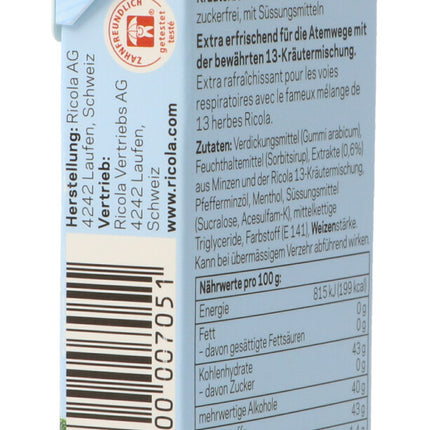 zuckerfrei, mit Süssungsmitteln
Extra erfrischend für die Atemwege mit
der bewährten 13-Kräutermischung.
Extra rafraîchissant pour les voies
respiratoires avec le fameux mélange de
13 herbes Ricola.
Zutaten: Verdickungsmittel (Gummi arabicum),
Feuchthaltemittel (Sorbitsirup), Extrakte (0,6%)
aus Minzen und der Ricola 13-Kräutermischung,
Pfefferminzöl, Menthol, Süssungsmittel
(Sucralose, Acesulfam-K), mittelkettige
Triglyceride, Farbstoff (E 141), Weizenstärke.
Kann bei übermässigem Verzehr abführend wirken.
Nährwerte pro 100 g:
815 kJ (199 kcal)
Energie
0g
Fett
0g
- davon gesättigte Fettsäuren
43 g
Kohlenhydrate
0g
- davon Zucker
40 g
mehrwertige Alkohole
43 g
ZAHNFREUNDLICH
getestet
testé
Herstellung: Ricola AG
4242 Laufen, Schweiz
Vertrieb:
Ricola Vertriebs AG
4242 Laufen,
Schweiz
www.ricola.com
00 007051